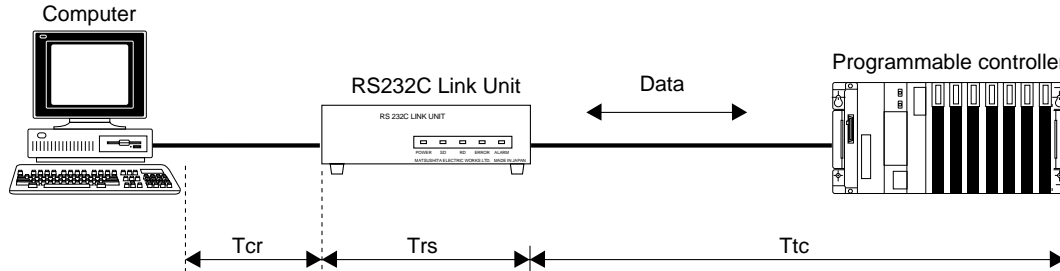 Computer
Programmable controller
RS232C Link Unit
Data
RS 232C LINK UNIT
POWER SD RD ERROR ALARM
MATSUSHITA ELECTRIC WORKS LTD. MADE IN JAPAN
Tcr
Trs
Ttc